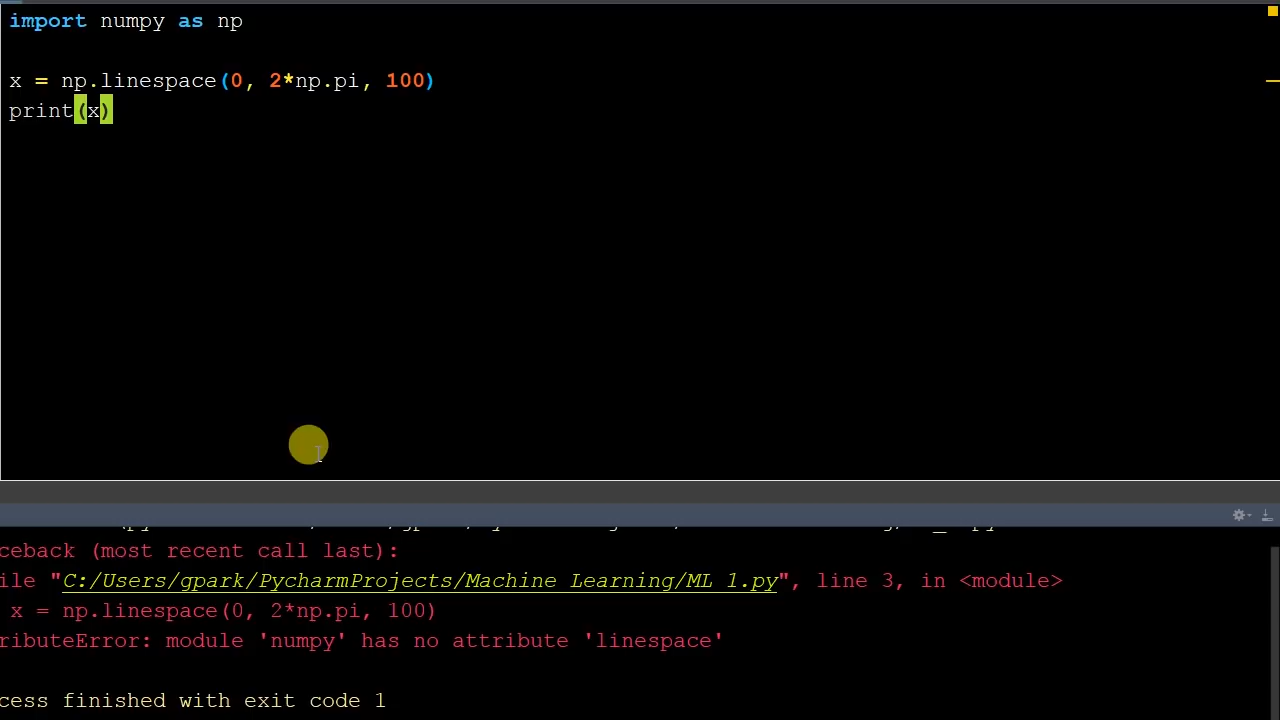 import numpy as np
x = np.linespace(0, 2*np.pi, 100)
print(x)
ceback (most recent call last):
ile "C:/Users/gpark/PycharmProjects/Machine Learning/ML_1.py", line 3, in <module>
x = np.linespace(0, 2*np.pi, 100)
ributeError: module 'numpy' has no attribute 'linespace'
cess finished with exit code 1